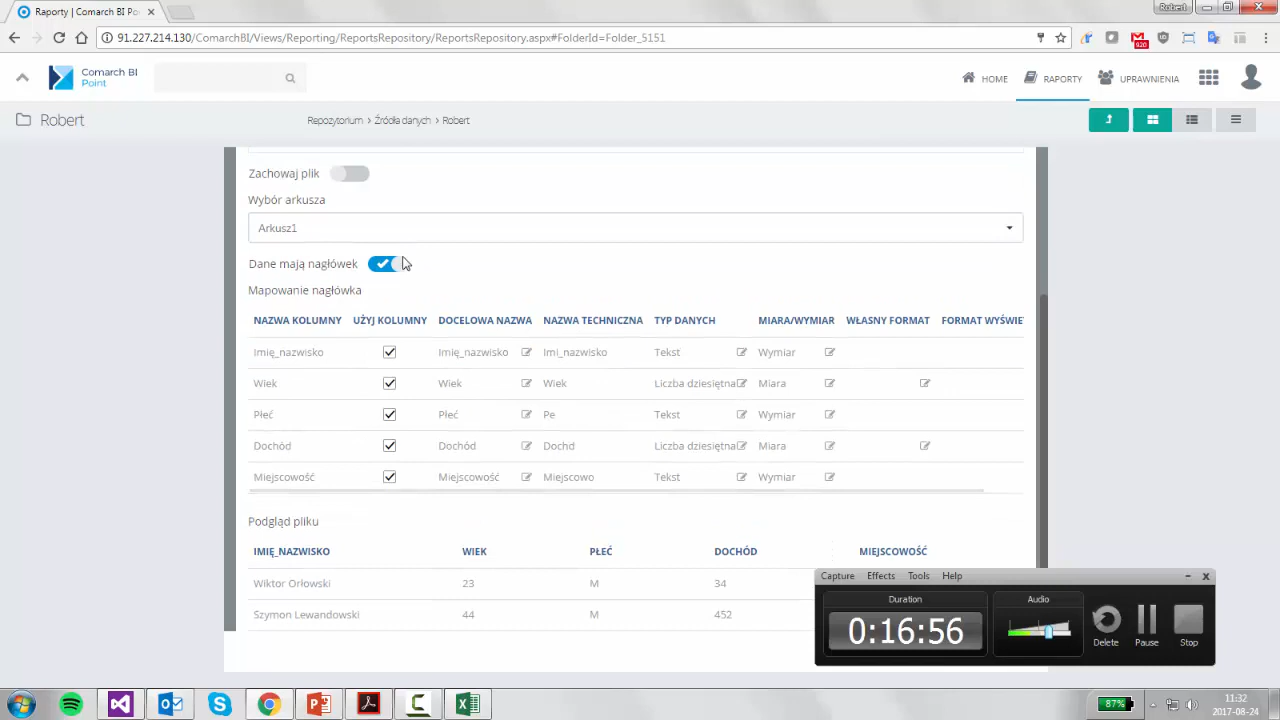 Raporty | Comarch BI Po
Robert
91.227.214.130/ComarchBI/Views/Reporting/ReportsRepository/ReportsRepository.aspx#FolderId=Folder_5151
920
Comarch BI
Point
HOME
RAPORTY
UPRAWNIENIA
Robert
Repozytorium > Źródła danych > Robert
Zachowaj plik
Wybór arkusza
Arkusz1
Dane mają nagłówek
Mapowanie nagłówka
NAZWA KOLUMNY UŻYJ KOLUMNY DOCELOWA NAZWA NAZWA TECHNICZNA TYP DANYCH MIARA/WYMIAR WŁASNY FORMAT FORMAT WYŚWIE
Imię_nazwisko Imię_nazwisko Imi_nazwisko Tekst Wymiar
Wiek Wiek Wiek Liczba dziesiętna Miara
Płeć Płeć Pe Tekst Wymiar
Dochód Dochód Dochd Liczba dziesiętna Miara
Miejscowość Miejscowość Miejscowo Tekst Wymiar
Podgląd pliku
IMIĘ_NAZWISKO WIEK PŁEĆ DOCHÓD MIEJSCOWOŚĆ
Wiktor Orłowski 23 M 34
Szymon Lewandowski 44 M 452
Capture Effects Tools Help
Duration Audio
0:16:56
Delete Pause Stop
87%
11:32
2017-08-24